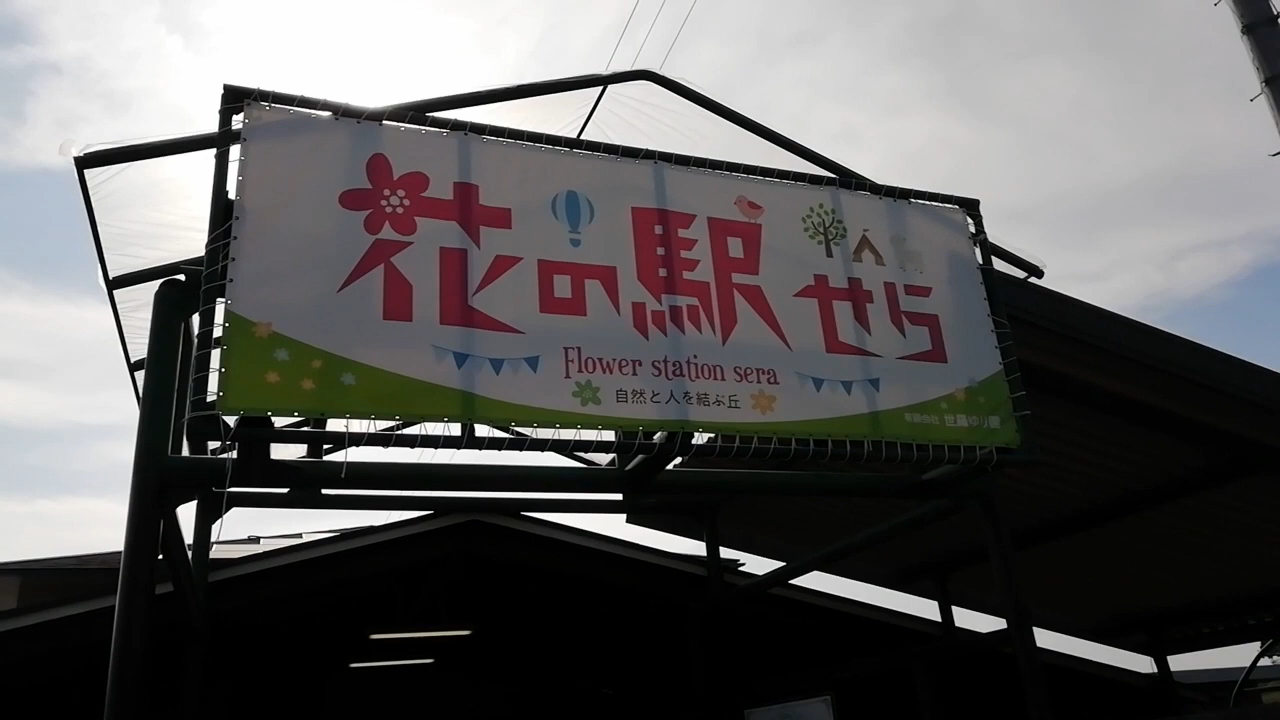 花の駅 せら
Flower station sera
自然と人を結ぶ丘
有限会社 世羅ゆり園